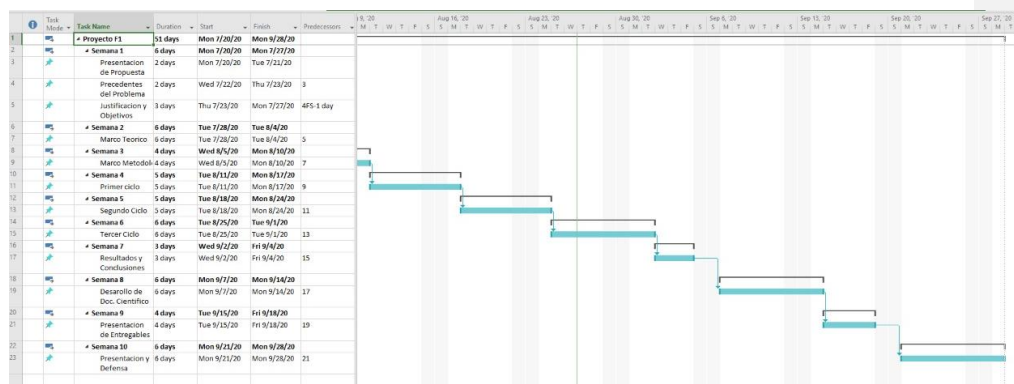 Task Mode Task Name Duration Start Finish Predecessors
9, '20 Aug 16, '20 Aug 23, '20 Aug 30, '20 Sep 6, '20 Sep 13, '20 Sep 20, '20 Sep 27, '20
M T W T F S S M T W T F S S M T W T F S S M T W T F S S M T W T F S S M T W T F S S M T W T F S S M T
1 Proyecto F1 51 days Mon 7/20/20 Mon 9/28/20
2 Semana 1 6 days Mon 7/20/20 Mon 7/27/20
3 Presentacion de Propuesta 2 days Mon 7/20/20 Tue 7/21/20
4 Precedentes del Problema 2 days Wed 7/22/20 Thu 7/23/20 3
5 Justificacion y Objetivos 3 days Thu 7/23/20 Mon 7/27/20 4FS-1 day
6 Semana 2 6 days Tue 7/28/20 Tue 8/4/20
7 Marco Teorico 6 days Tue 7/28/20 Tue 8/4/20 5
8 Semana 3 4 days Wed 8/5/20 Mon 8/10/20
9 Marco Metodol 4 days Wed 8/5/20 Mon 8/10/20 7
10 Semana 4 5 days Tue 8/11/20 Mon 8/17/20
11 Primer ciclo 5 days Tue 8/11/20 Mon 8/17/20 9
12 Semana 5 5 days Tue 8/18/20 Mon 8/24/20
13 Segundo Ciclo 5 days Tue 8/18/20 Mon 8/24/20 11
14 Semana 6 6 days Tue 8/25/20 Tue 9/1/20
15 Tercer Ciclo 6 days Tue 8/25/20 Tue 9/1/20 13
16 Semana 7 3 days Wed 9/2/20 Fri 9/4/20
17 Resultados y Conclusiones 3 days Wed 9/2/20 Fri 9/4/20 15
18 Semana 8 6 days Mon 9/7/20 Mon 9/14/20
19 Desarollo de Doc. Cientifico 6 days Mon 9/7/20 Mon 9/14/20 17
20 Semana 9 4 days Tue 9/15/20 Fri 9/18/20
21 Presentacion de Entregables 4 days Tue 9/15/20 Fri 9/18/20 19
22 Semana 10 6 days Mon 9/21/20 Mon 9/28/20
23 Presentacion y Defensa 6 days Mon 9/21/20 Mon 9/28/20 21